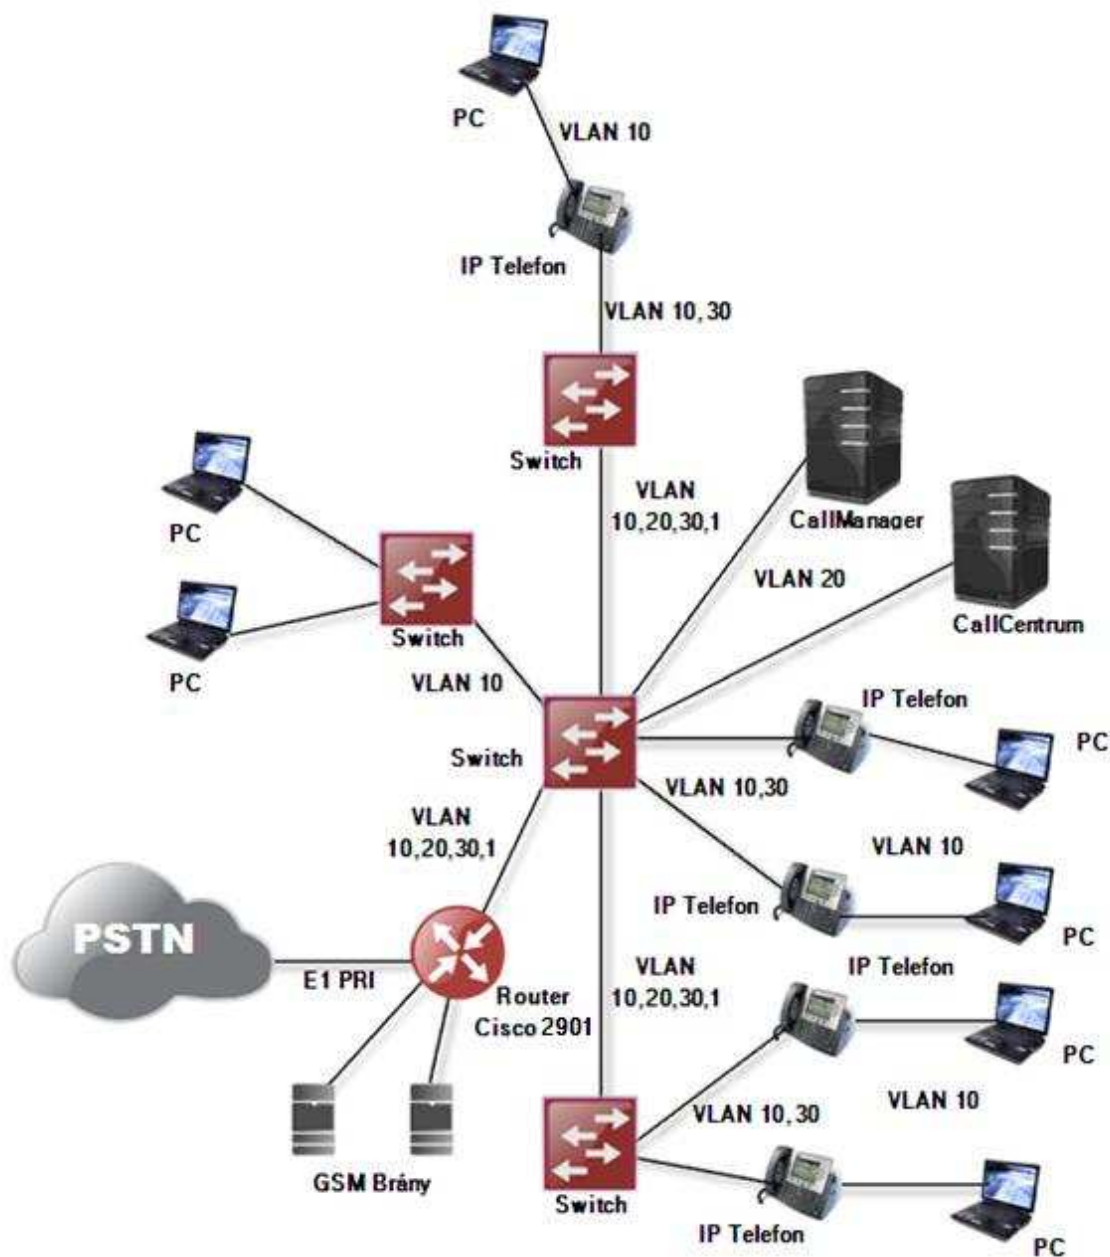 PC
VLAN 10
IP Telefon
VLAN 10,30
Switch
VLAN
10,20,30,1
CallManager
VLAN 20
CallCentrum
PC
PC
Switch
VLAN 10
IP Telefon
PC
Switch
VLAN 10,30
VLAN
10,20,30,1
VLAN 10
IP Telefon
PC
PSTN
E1 PRI
Router
Cisco 2901
VLAN
10,20,30,1
IP Telefon
PC
VLAN 10,30
VLAN 10
GSM Brány
Switch
IP Telefon
PC